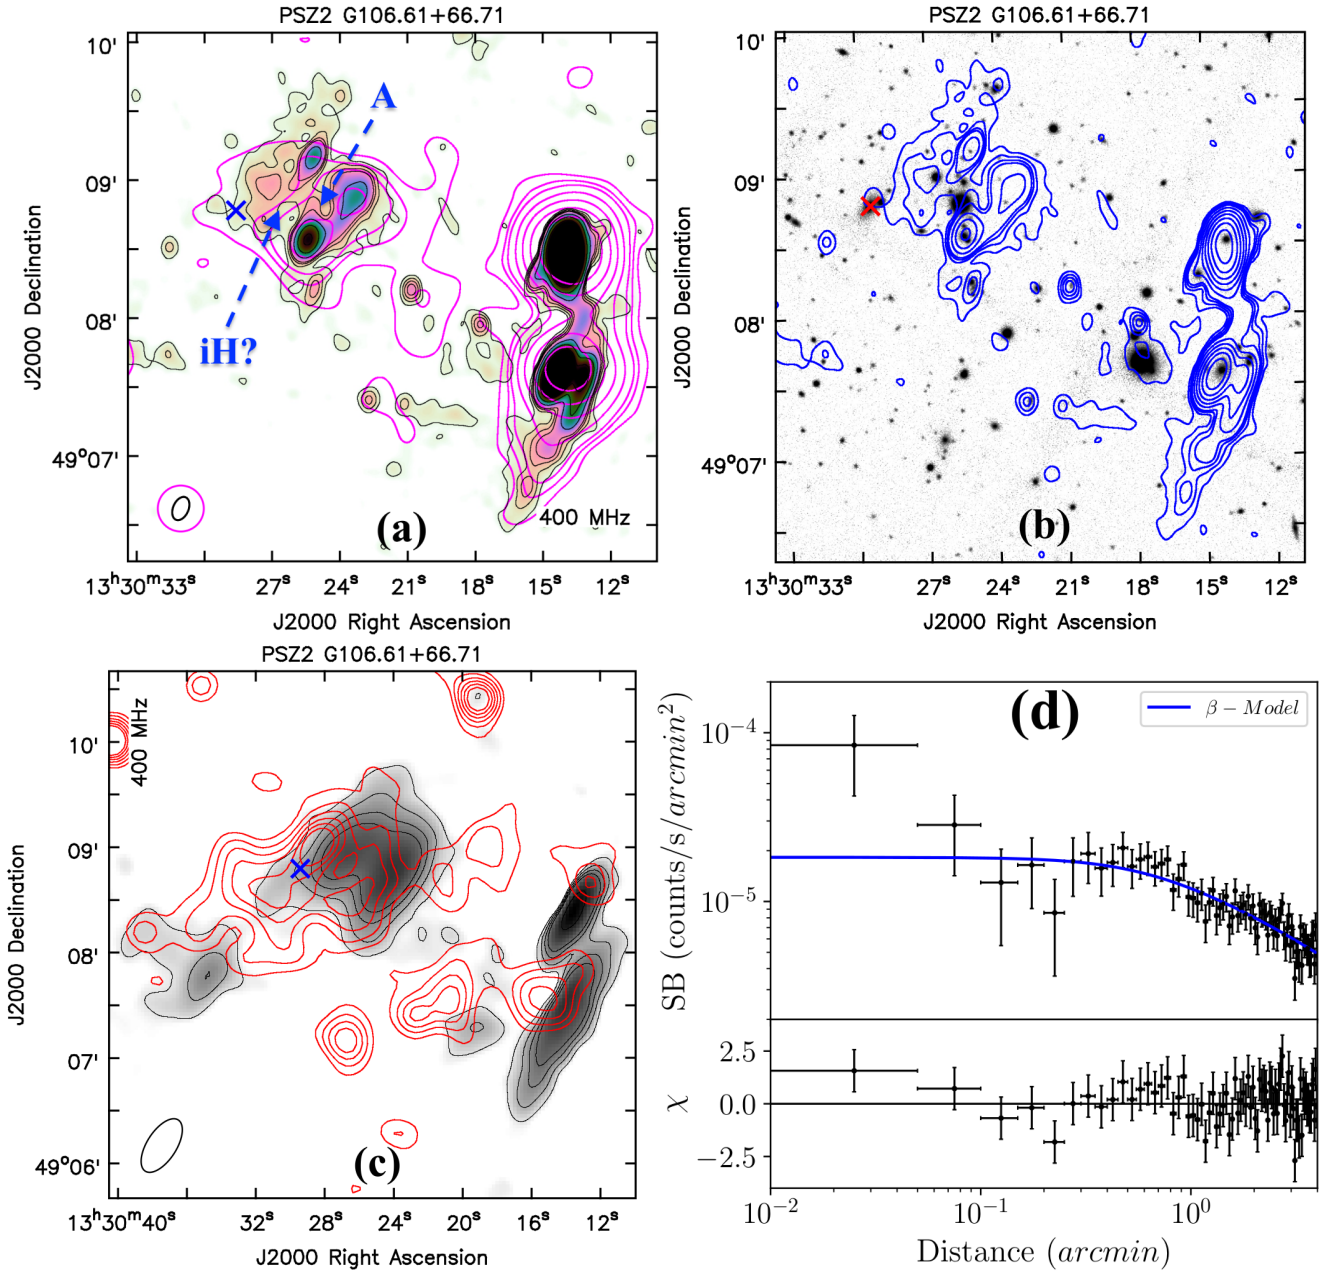 PSZ2 G106.61+66.71
10'
09'
08'
49°07'
J2000 Declination
A
iH?
400 MHz
(a)
13ʰ30ᵐ33ˢ 27ˢ 24ˢ 21ˢ 18ˢ 15ˢ 12ˢ
J2000 Right Ascension
PSZ2 G106.61+66.71
10'
09'
08'
49°07'
J2000 Declination
(b)
13ʰ30ᵐ33ˢ 27ˢ 24ˢ 21ˢ 18ˢ 15ˢ 12ˢ
J2000 Right Ascension
PSZ2 G106.61+66.71
400 MHz
10'
09'
08'
07'
49°06'
J2000 Declination
(c)
13ʰ30ᵐ40ˢ 32ˢ 28ˢ 24ˢ 20ˢ 16ˢ 12ˢ
J2000 Right Ascension
(d)
β − Model
10⁻⁴
10⁻⁵
SB (counts/s/arcmin²)
2.5
0.0
−2.5
χ
10⁻² 10⁻¹ 10⁰
Distance (arcmin)